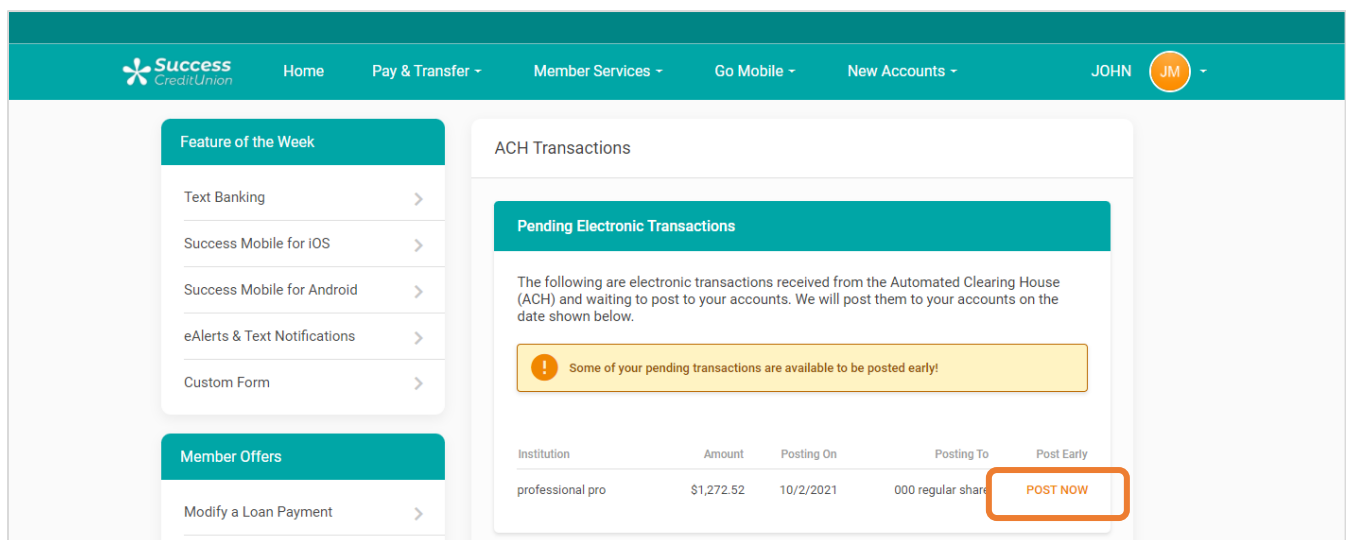 Success
CreditUnion
Home
Pay & Transfer
Member Services
Go Mobile
New Accounts
JOHN
JM
Feature of the Week
Text Banking
Success Mobile for iOS
Success Mobile for Android
eAlerts & Text Notifications
Custom Form
Member Offers
Modify a Loan Payment
ACH Transactions
Pending Electronic Transactions
The following are electronic transactions received from the Automated Clearing House
(ACH) and waiting to post to your accounts. We will post them to your accounts on the
date shown below.
! Some of your pending transactions are available to be posted early!
Institution Amount Posting On Posting To Post Early
professional pro $1,272.52 10/2/2021 000 regular share POST NOW